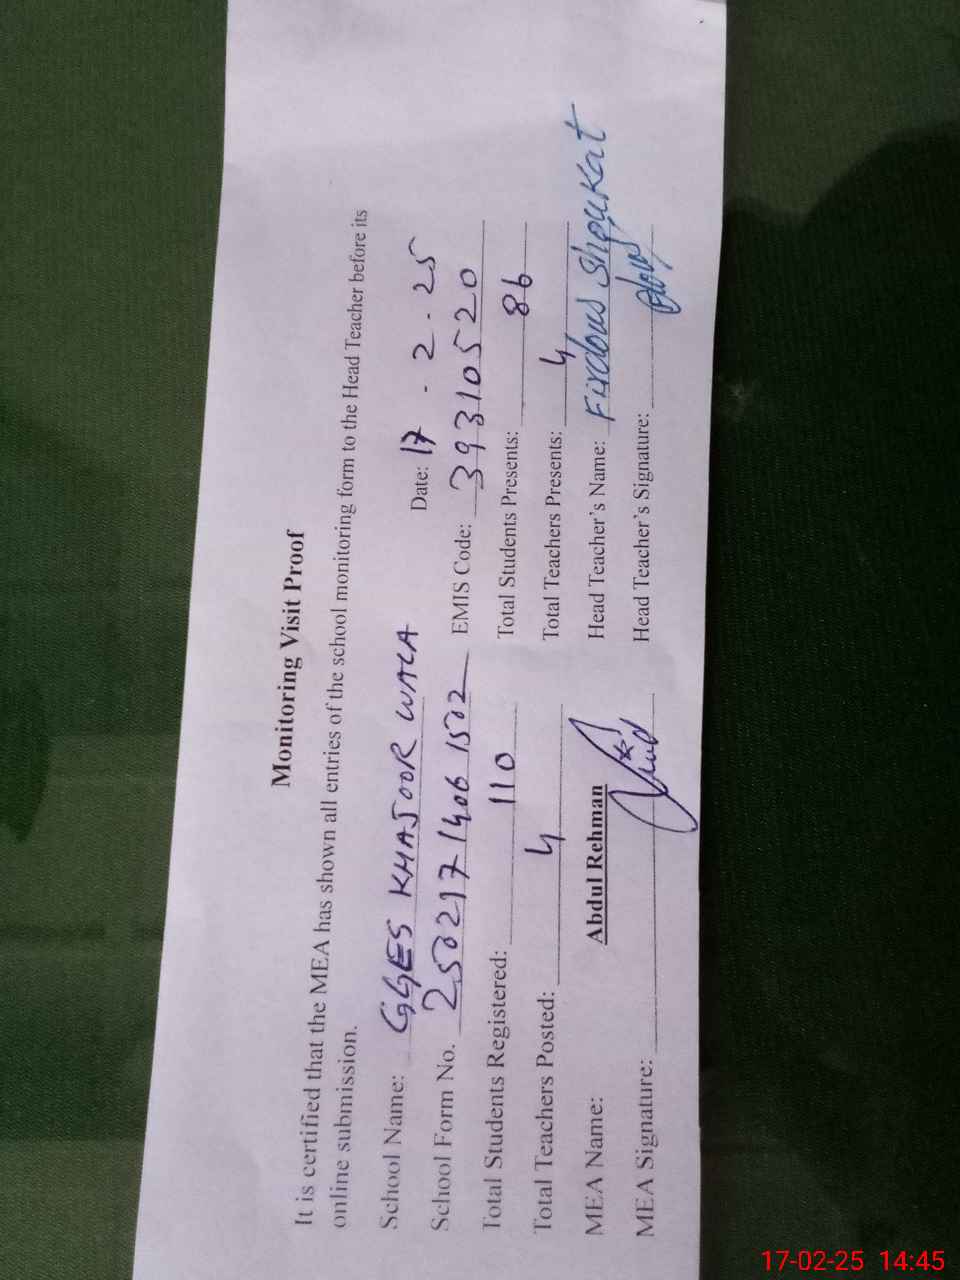 Monitoring Visit Proof
It is certified that the MEA has shown all entries of the school monitoring form to the Head Teacher before its
online submission.
School Name: GGES KHAJOOR WALA Date: 17 - 2 - 25
School Form No. 250217 1406 1502 EMIS Code: 39310520
Total Students Registered: 110 Total Students Presents: 86
Total Teachers Posted: 4 Total Teachers Presents: 4
MEA Name: Abdul Rehman Head Teacher's Name: Firdous Shoukat
MEA Signature: Head Teacher's Signature:
17-02-25 14:45